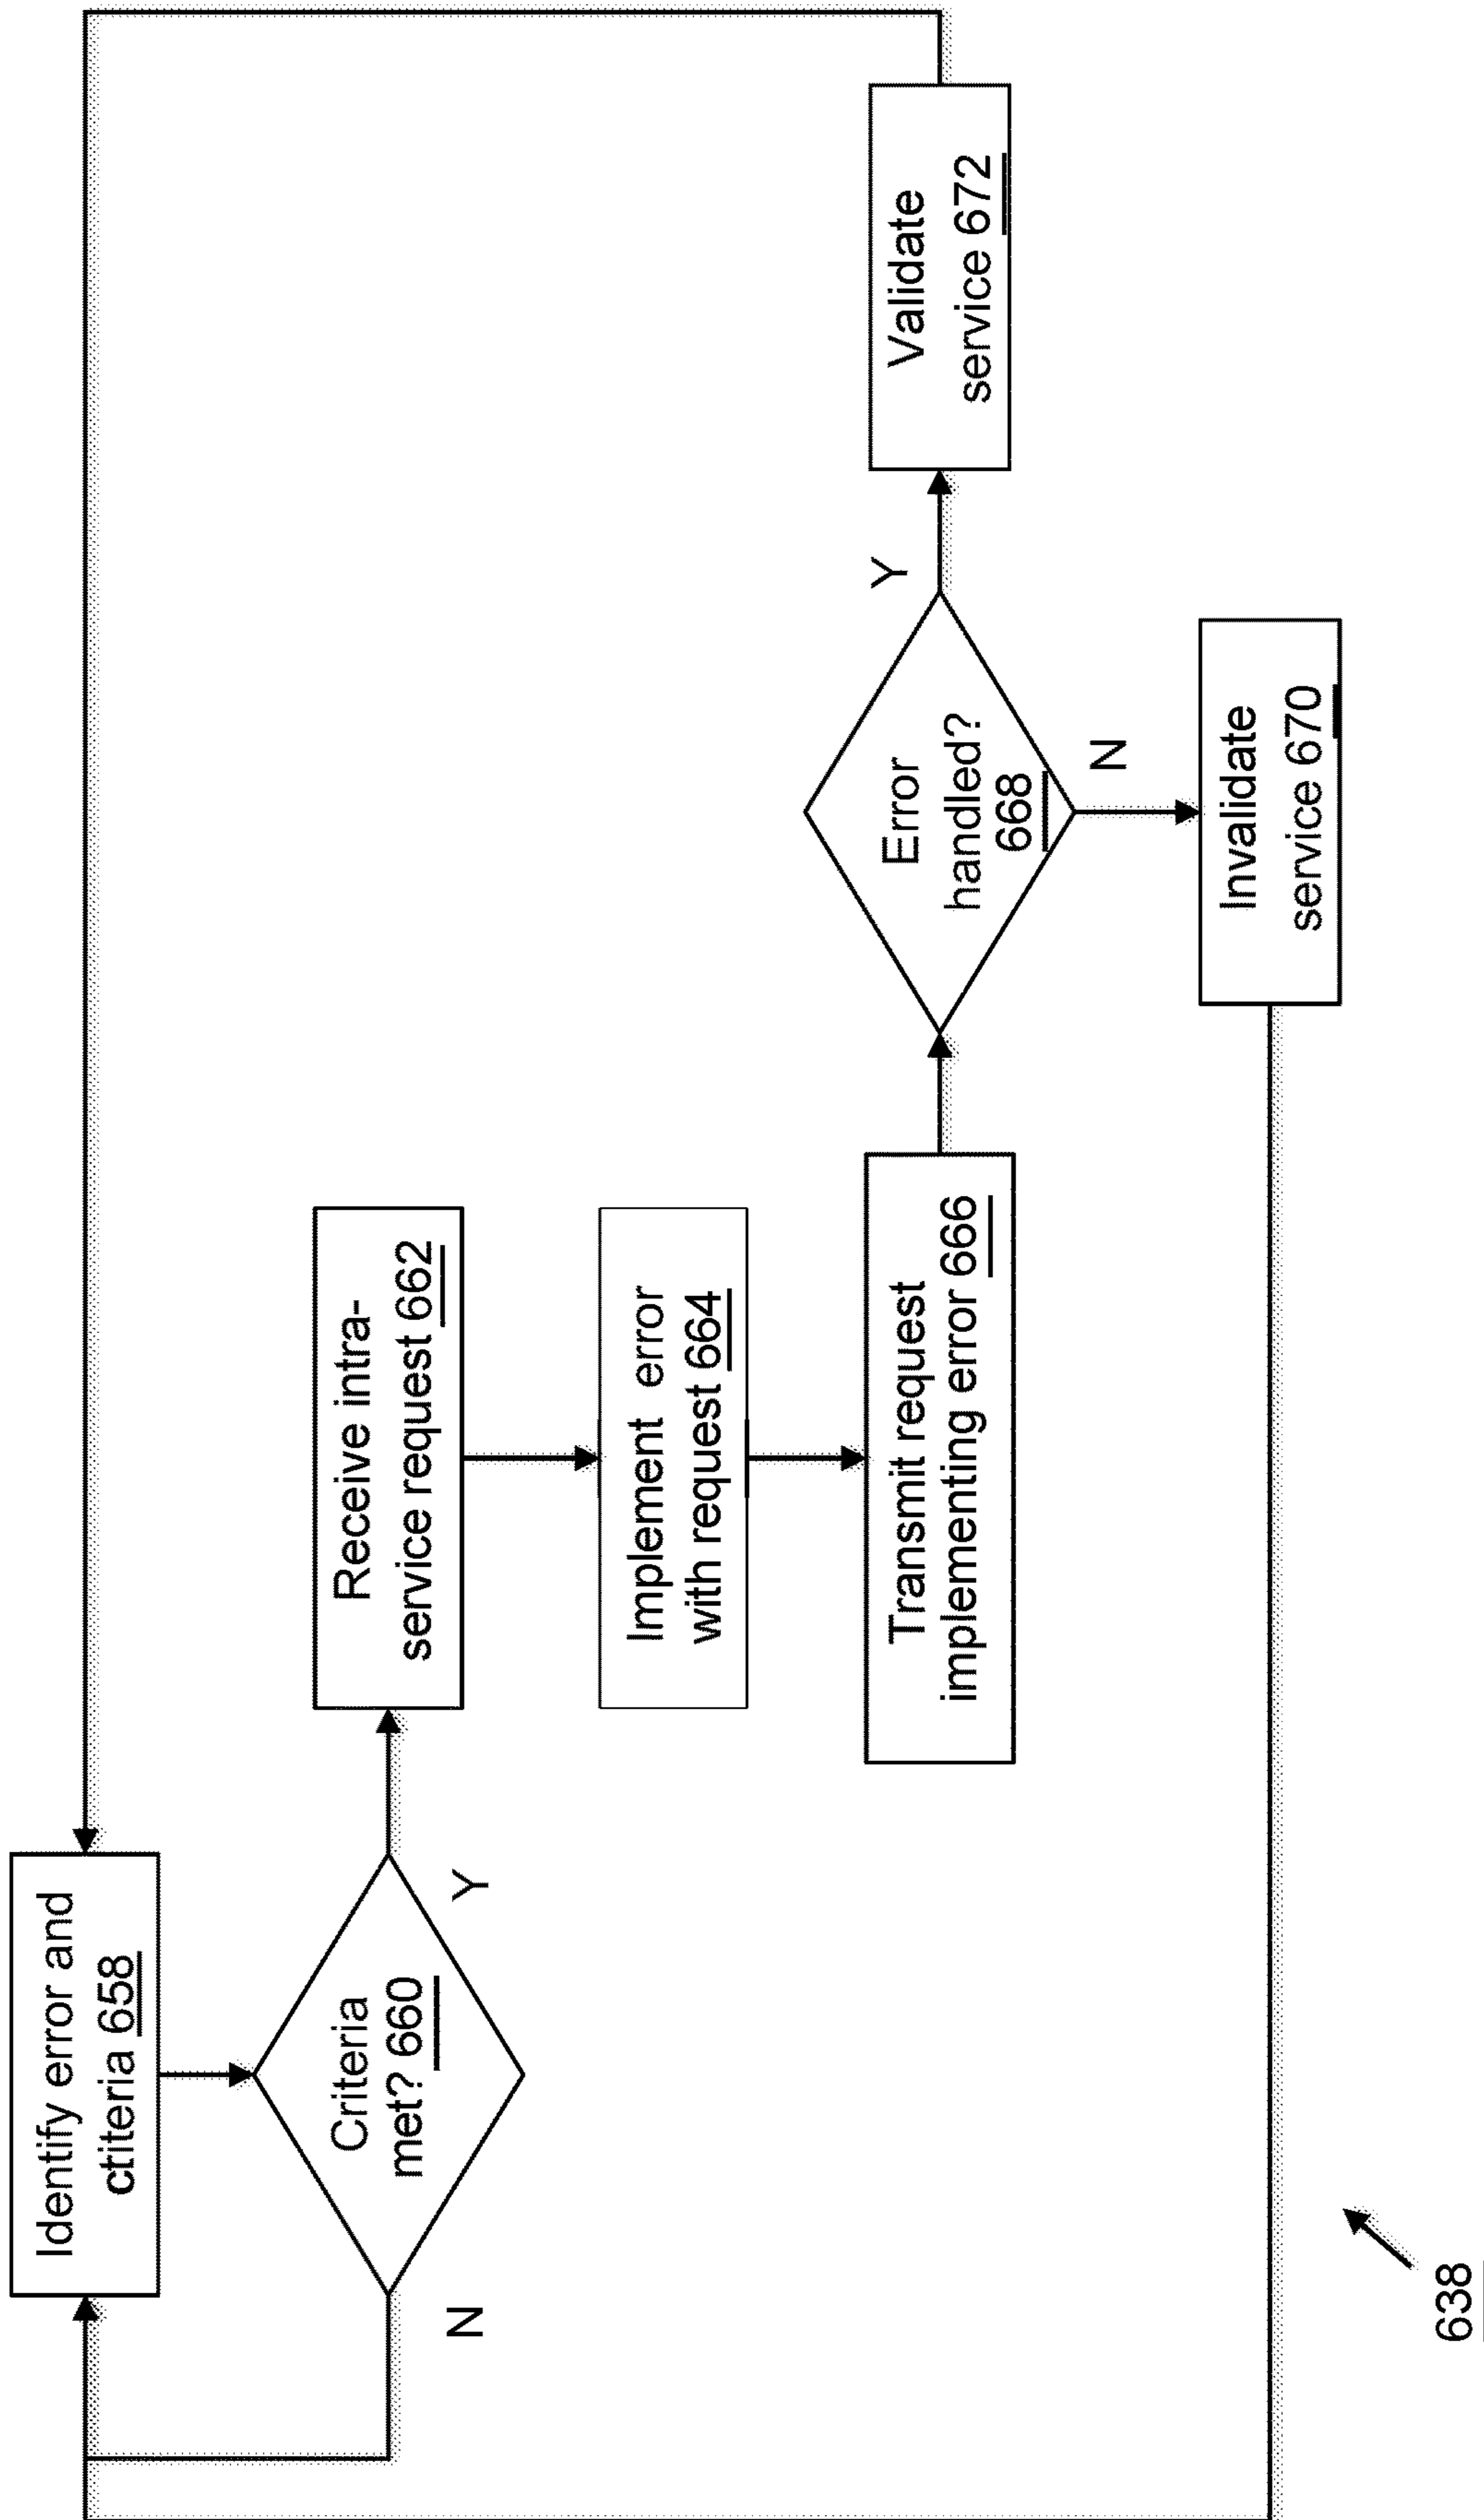 Identify error and
ctiteria 658
Criteria
met? 660
N
Y
Receive intra-
service request 662
Implement error
with request 664
Transmit request
implementing error 666
Error
handled?
668
Y
N
Validate
service 672
Invalidate
service 670
638